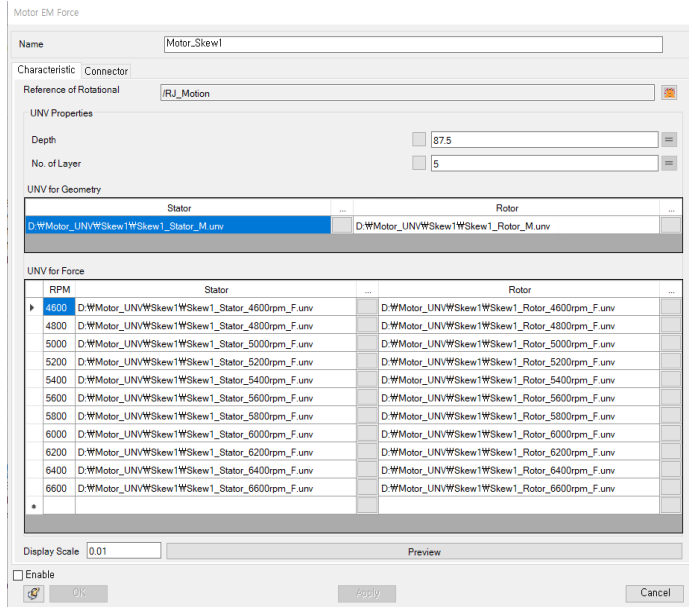 Motor EM Force
Name Motor_Skew1
Characteristic Connector
Reference of Rotational /RJ_Motion
UNV Properties
Depth 87.5 =
No. of Layer 5 =
UNV for Geometry
Stator ... Rotor ...
D:₩Motor_UNV₩Skew1₩Skew1_Stator_M.unv D:₩Motor_UNV₩Skew1₩Skew1_Rotor_M.unv
UNV for Force
RPM Stator ... Rotor ...
4600 D:₩Motor_UNV₩Skew1₩Skew1_Stator_4600rpm_F.unv D:₩Motor_UNV₩Skew1₩Skew1_Rotor_4600rpm_F.unv
4800 D:₩Motor_UNV₩Skew1₩Skew1_Stator_4800rpm_F.unv D:₩Motor_UNV₩Skew1₩Skew1_Rotor_4800rpm_F.unv
5000 D:₩Motor_UNV₩Skew1₩Skew1_Stator_5000rpm_F.unv D:₩Motor_UNV₩Skew1₩Skew1_Rotor_5000rpm_F.unv
5200 D:₩Motor_UNV₩Skew1₩Skew1_Stator_5200rpm_F.unv D:₩Motor_UNV₩Skew1₩Skew1_Rotor_5200rpm_F.unv
5400 D:₩Motor_UNV₩Skew1₩Skew1_Stator_5400rpm_F.unv D:₩Motor_UNV₩Skew1₩Skew1_Rotor_5400rpm_F.unv
5600 D:₩Motor_UNV₩Skew1₩Skew1_Stator_5600rpm_F.unv D:₩Motor_UNV₩Skew1₩Skew1_Rotor_5600rpm_F.unv
5800 D:₩Motor_UNV₩Skew1₩Skew1_Stator_5800rpm_F.unv D:₩Motor_UNV₩Skew1₩Skew1_Rotor_5800rpm_F.unv
6000 D:₩Motor_UNV₩Skew1₩Skew1_Stator_6000rpm_F.unv D:₩Motor_UNV₩Skew1₩Skew1_Rotor_6000rpm_F.unv
6200 D:₩Motor_UNV₩Skew1₩Skew1_Stator_6200rpm_F.unv D:₩Motor_UNV₩Skew1₩Skew1_Rotor_6200rpm_F.unv
6400 D:₩Motor_UNV₩Skew1₩Skew1_Stator_6400rpm_F.unv D:₩Motor_UNV₩Skew1₩Skew1_Rotor_6400rpm_F.unv
6600 D:₩Motor_UNV₩Skew1₩Skew1_Stator_6600rpm_F.unv D:₩Motor_UNV₩Skew1₩Skew1_Rotor_6600rpm_F.unv
Display Scale 0.01 Preview
Enable
OK Apply Cancel